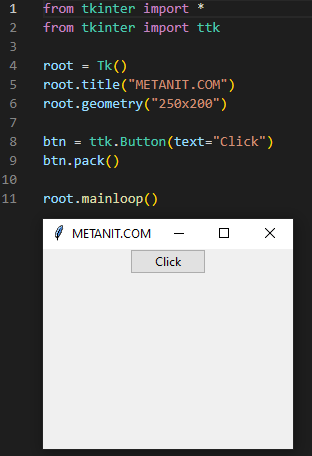 1 from tkinter import *
2 from tkinter import ttk
3
4 root = Tk()
5 root.title("METANIT.COM")
6 root.geometry("250x200")
7
8 btn = ttk.Button(text="Click")
9 btn.pack()
10
11 root.mainloop()
METANIT.COM
Click